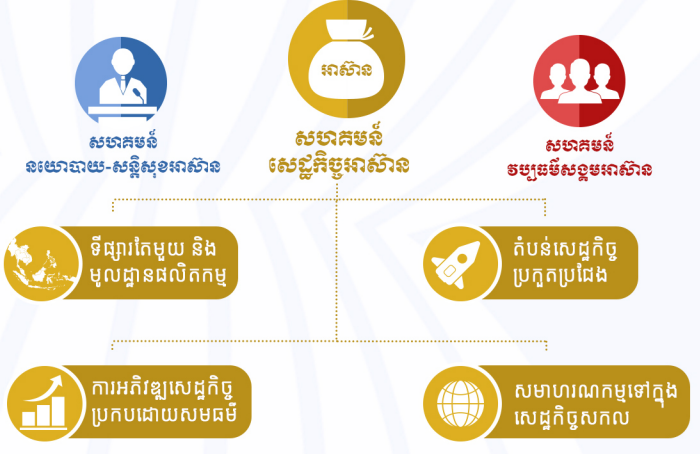 អាស៊ាន
សហគមន៍
នយោបាយ-សន្តិសុខអាស៊ាន
សហគមន៍
សេដ្ឋកិច្ចអាស៊ាន
សហគមន៍
វប្បធម៌សង្គមអាស៊ាន
ទីផ្សារតែមួយ និង
មូលដ្ឋានផលិតកម្ម
តំបន់សេដ្ឋកិច្ច
ប្រកួតប្រជែង
ការអភិវឌ្ឍសេដ្ឋកិច្ច
ប្រកបដោយសមធម៌
សមាហរណកម្មទៅក្នុង
សេដ្ឋកិច្ចសកល